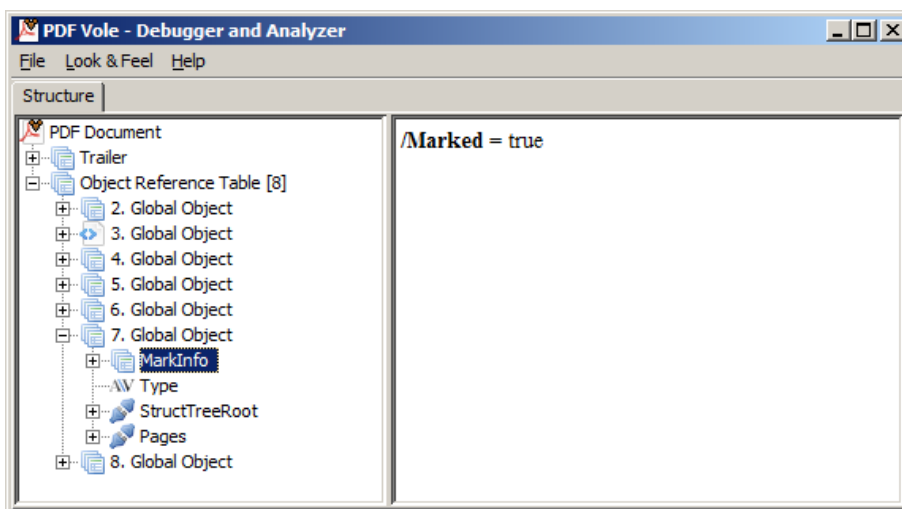 PDF Vole - Debugger and Analyzer
File Look & Feel Help
Structure
PDF Document
Trailer
Object Reference Table [8]
2. Global Object
3. Global Object
4. Global Object
5. Global Object
6. Global Object
7. Global Object
MarkInfo
Type
StructTreeRoot
Pages
8. Global Object
/Marked = true